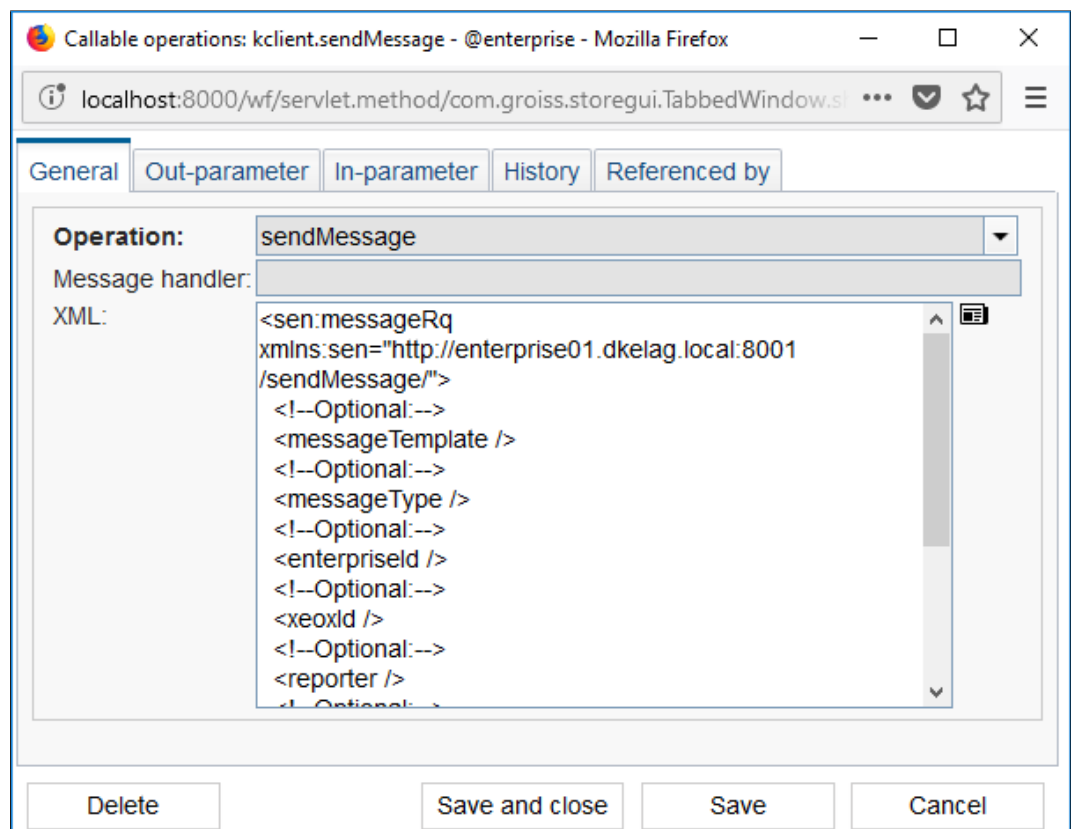 Callable operations: kclient.sendMessage - @enterprise - Mozilla Firefox
localhost:8000/wf/servlet.method/com.groiss.storegui.TabbedWindow.s
General Out-parameter In-parameter History Referenced by
Operation: sendMessage
Message handler:
XML: <sen:messageRq
xmlns:sen="http://enterprise01.dkelag.local:8001
/sendMessage/">
<!--Optional:-->
<messageTemplate />
<!--Optional:-->
<messageType />
<!--Optional:-->
<enterpriseId />
<!--Optional:-->
<xeoxId />
<!--Optional:-->
<reporter />
<!--Optional:-->
Delete Save and close Save Cancel